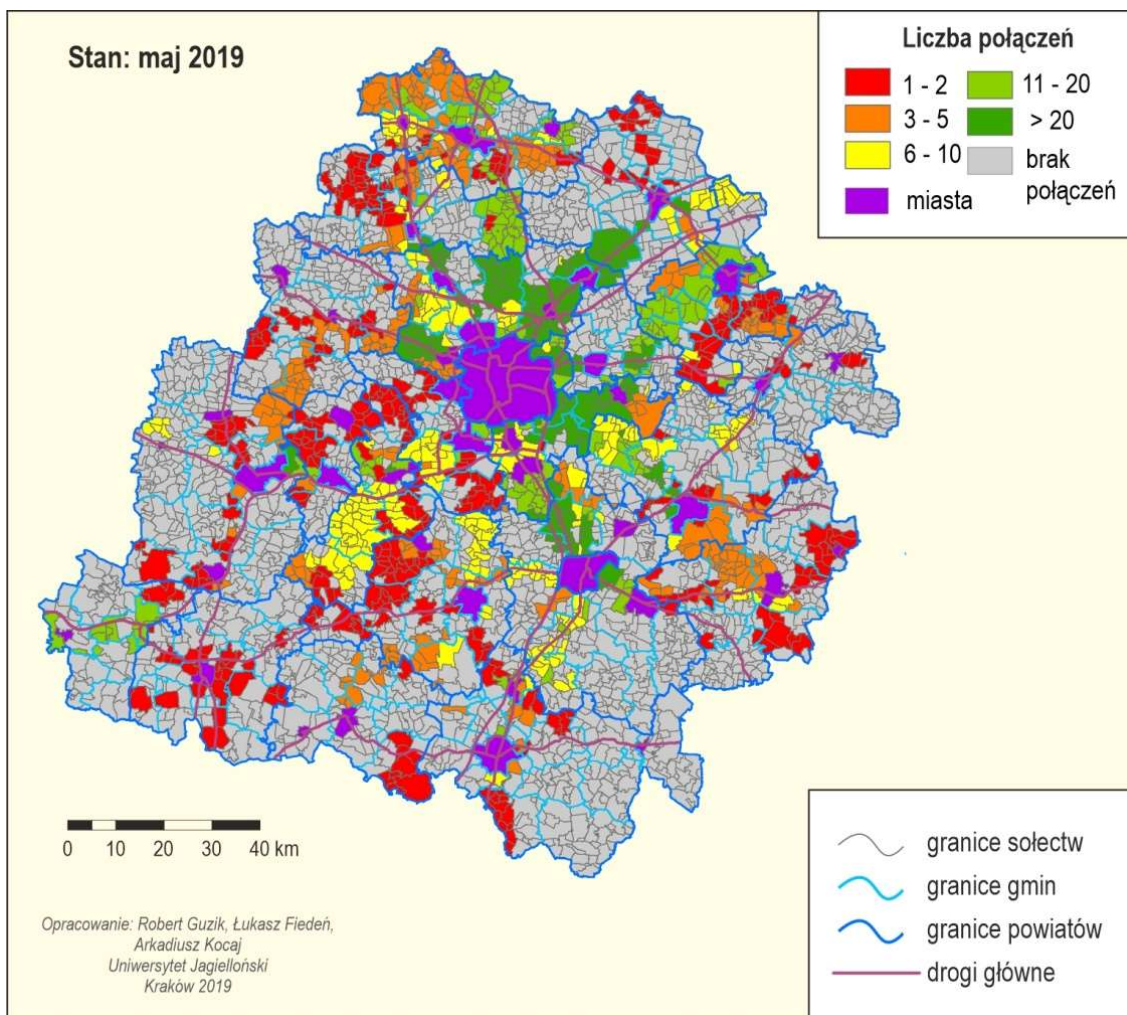 Stan: maj 2019
Liczba połączeń
1 - 2
11 - 20
3 - 5
> 20
6 - 10
brak
połączeń
miasta
0 10 20 30 40 km
granice sołectw
granice gmin
granice powiatów
drogi główne
Opracowanie: Robert Guzik, Łukasz Fiedeń,
Arkadiusz Kocaj
Uniwersytet Jagielloński
Kraków 2019